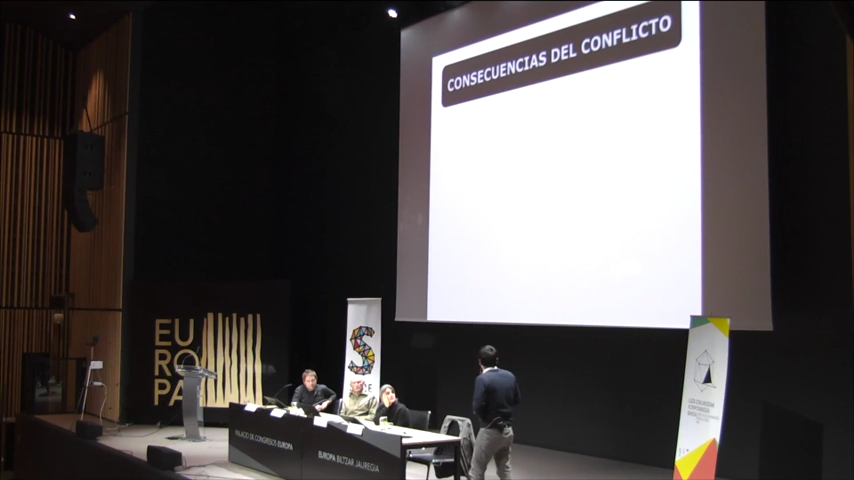 CONSECUENCIAS DEL CONFLICTO
EU
RO
PA
S
PALACIO DE CONGRESOS EUROPA
EUROPA BILTZAR JAUREGIA